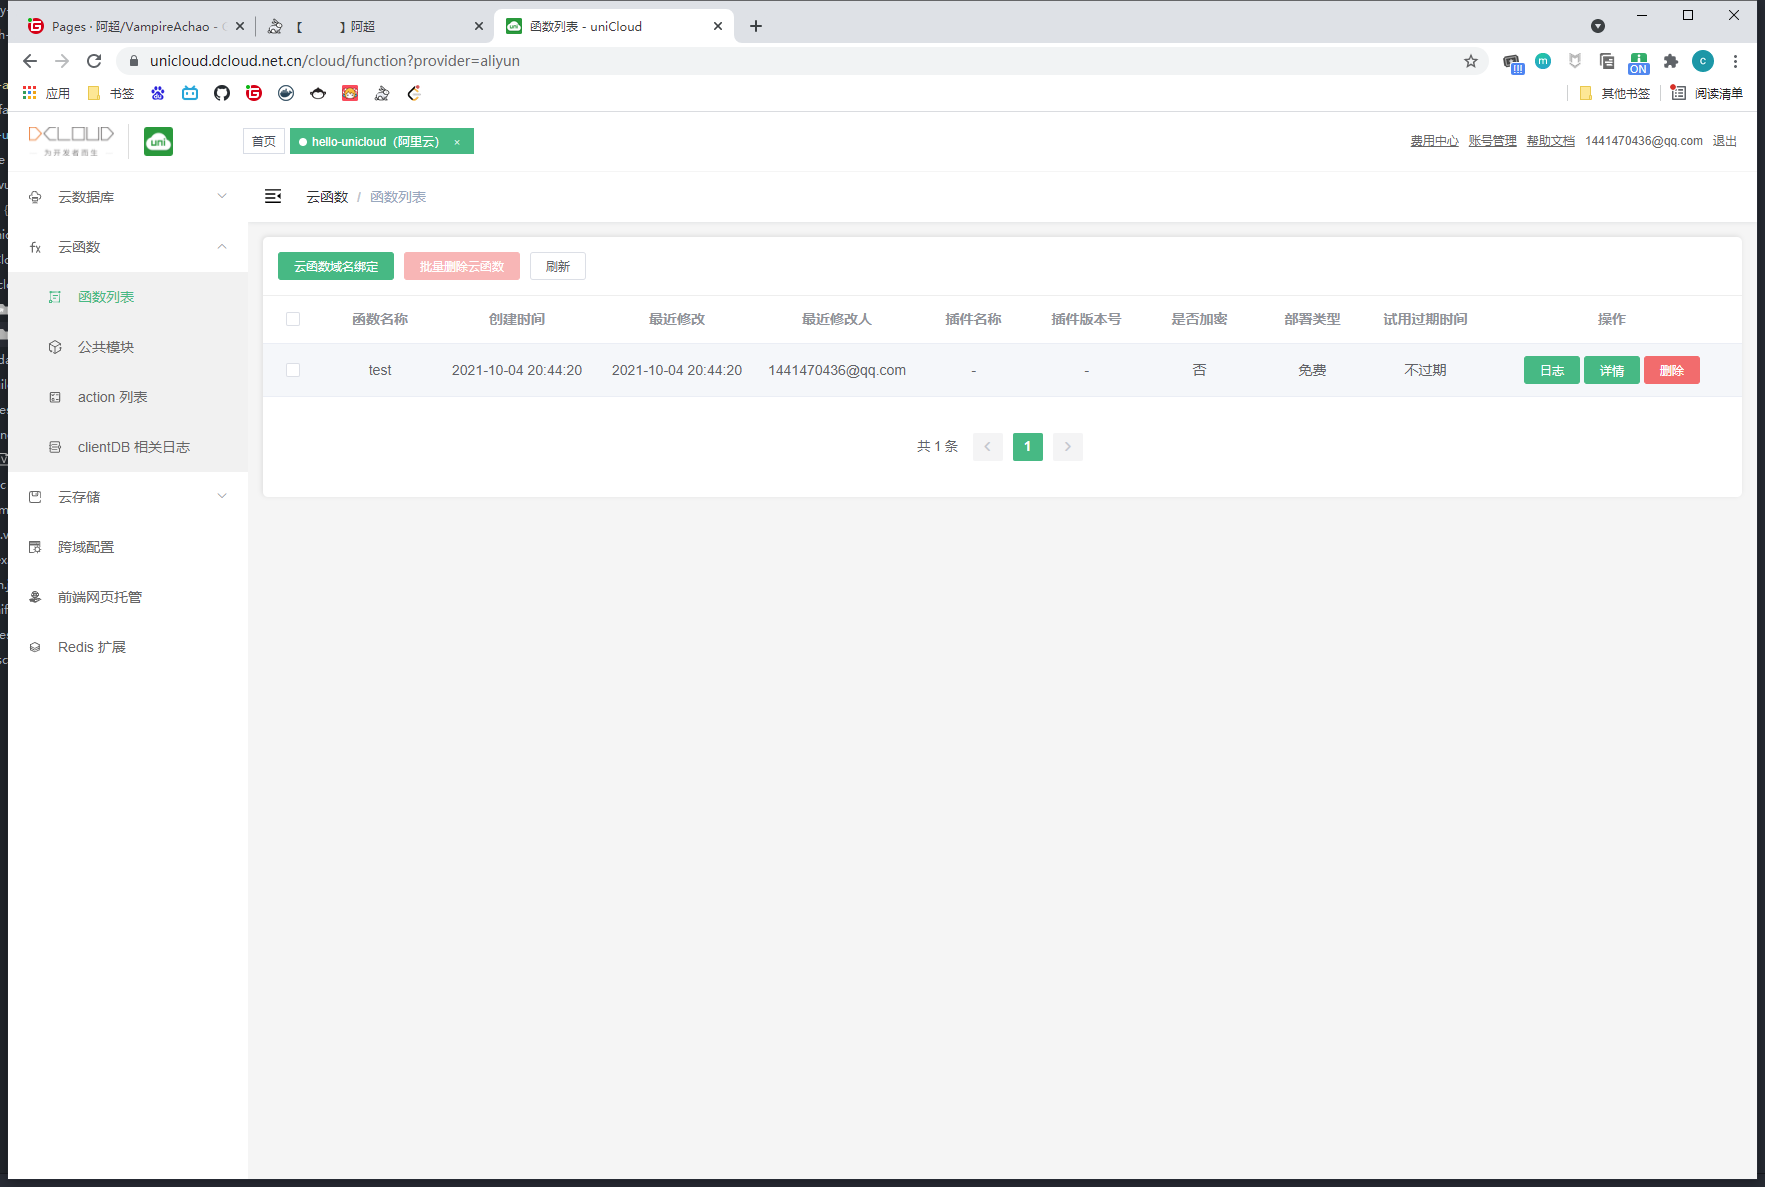 Pages · 阿超/VampireAchao -
【 】阿超
函数列表 - uniCloud
unicloud.dcloud.net.cn/cloud/function?provider=aliyun
!!!
m
ON
C
应用
书签
其他书签
阅读清单
DCLOUD
为开发者而生
uni
首页
hello-unicloud（阿里云） ×
费用中心 账号管理 帮助文档 1441470436@qq.com 退出
云数据库
fx 云函数
函数列表
公共模块
action 列表
clientDB 相关日志
云存储
跨域配置
前端网页托管
Redis 扩展
云函数 / 函数列表
云函数域名绑定 批量删除云函数 刷新
函数名称 创建时间 最近修改 最近修改人 插件名称 插件版本号 是否加密 部署类型 试用过期时间 操作
test 2021-10-04 20:44:20 2021-10-04 20:44:20 1441470436@qq.com - - 否 免费 不过期 日志 详情 删除
共 1 条 < 1 >